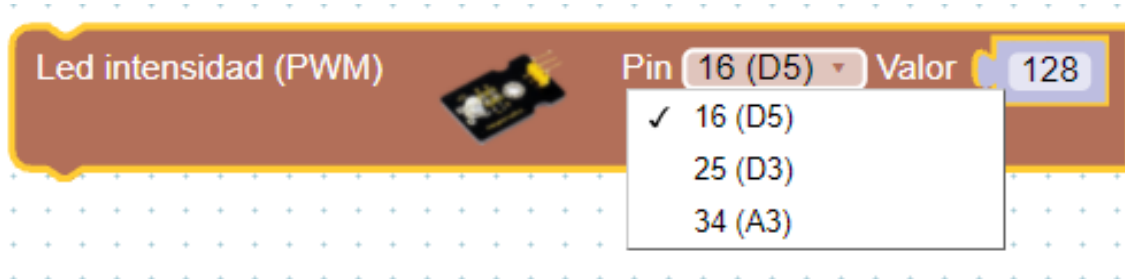 Led intensidad (PWM) Pin 16 (D5) Valor 128
✓ 16 (D5)
25 (D3)
34 (A3)